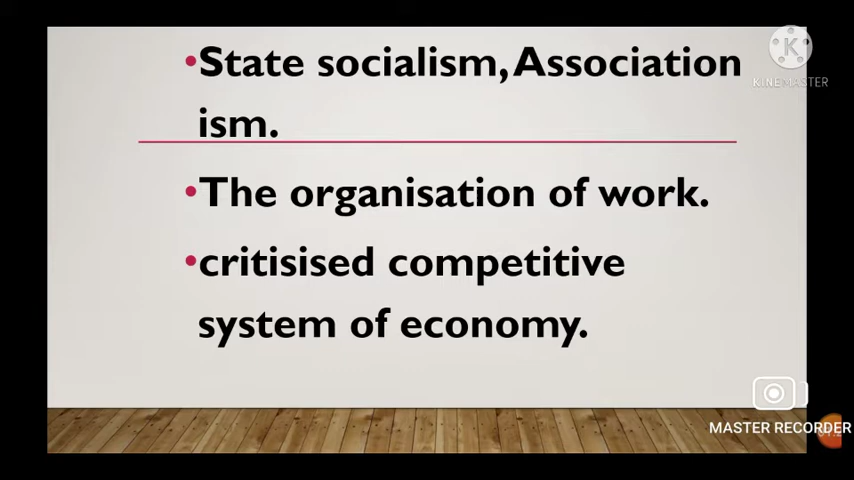 •State socialism, Association
ism.
•The organisation of work.
•critisised competitive
system of economy.
K
KINEMASTER
MASTER RECORDER